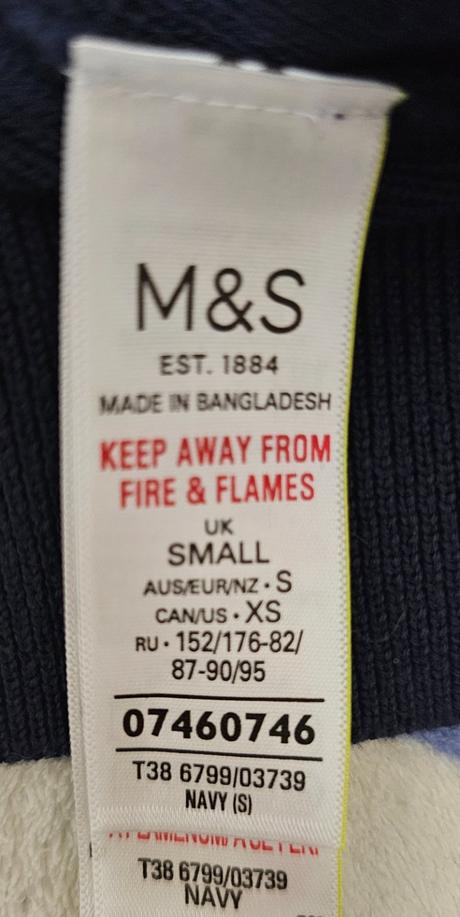 M&S
EST. 1884
MADE IN BANGLADESH
KEEP AWAY FROM
FIRE & FLAMES
UK
SMALL
AUS/EUR/NZ · S
CAN/US · XS
RU · 152/176-82/
87-90/95
07460746
T38 6799/03739
NAVY (S)
T38 6799/03739
NAVY